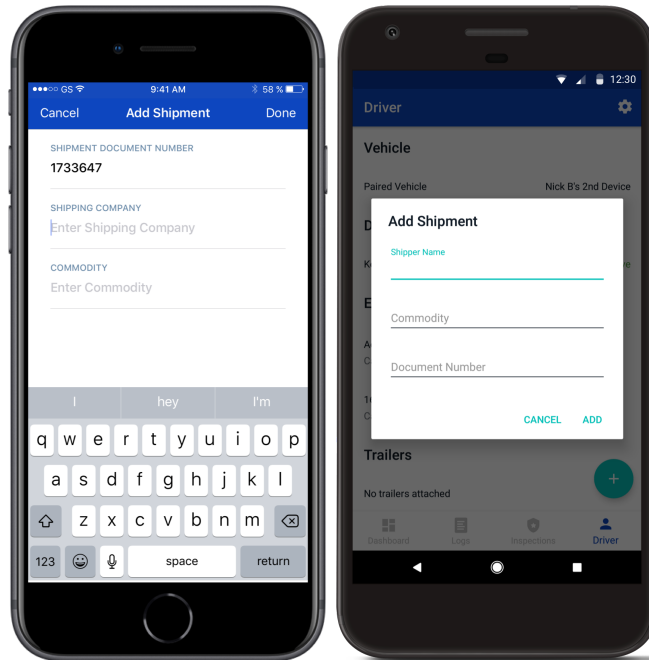 GS 9:41 AM 58 %
Cancel Add Shipment Done
SHIPMENT DOCUMENT NUMBER
1733647
SHIPPING COMPANY
Enter Shipping Company
COMMODITY
Enter Commodity
I hey I'm
q w e r t y u i o p
a s d f g h j k l
z x c v b n m
123 space return
12:30
Driver
Vehicle
Paired Vehicle Nick B's 2nd Device
D
Add Shipment
Shipper Name
K
E
Commodity
A
C
Document Number
C
CANCEL ADD
Trailers
No trailers attached
+
Dashboard Logs Inspections Driver